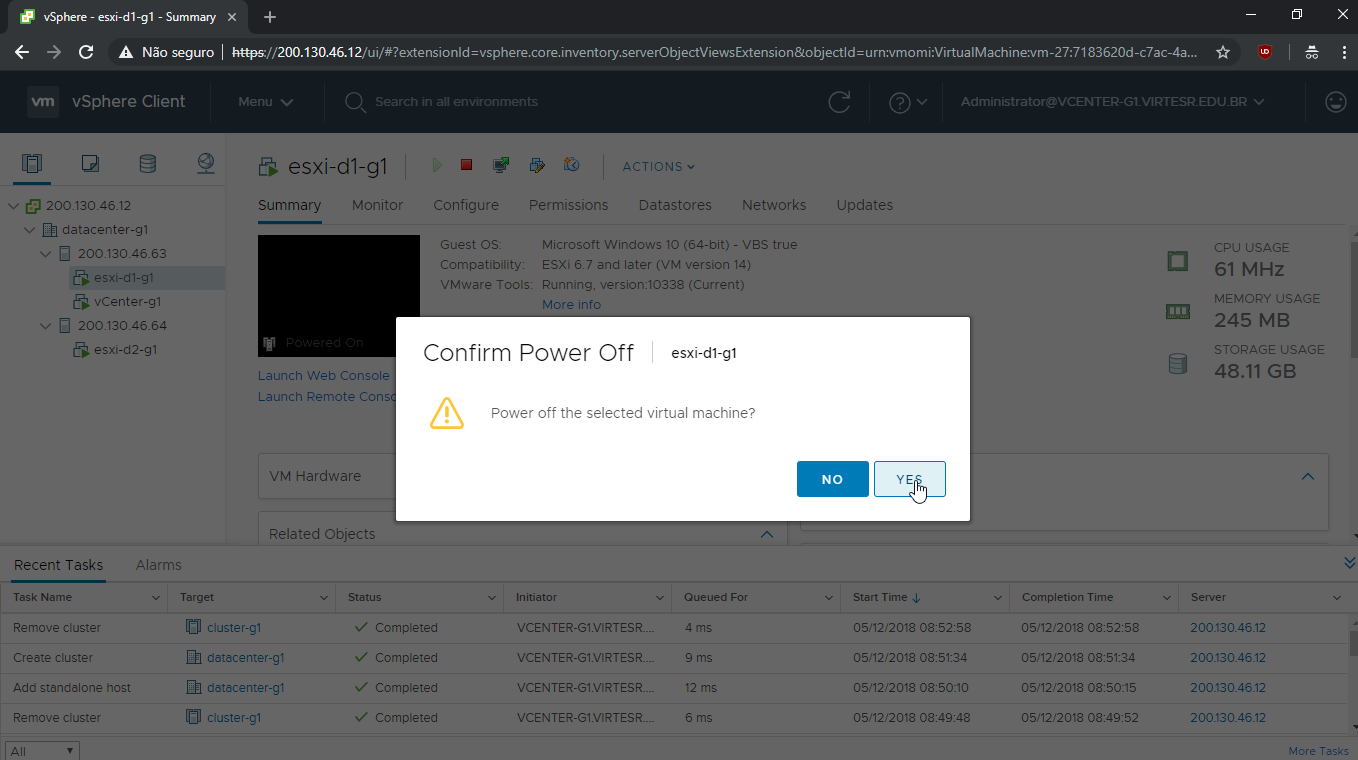 vSphere - esxi-d1-g1 - Summary
Não seguro | https://200.130.46.12/ui/#?extensionId=vsphere.core.inventory.serverObjectViewsExtension&objectId=urn:vmomi:VirtualMachine:vm-27:7183620d-c7ac-4a...
vm vSphere Client Menu Search in all environments Administrator@VCENTER-G1.VIRTESR.EDU.BR
200.130.46.12
datacenter-g1
200.130.46.63
esxi-d1-g1
vCenter-g1
200.130.46.64
esxi-d2-g1
esxi-d1-g1 ACTIONS
Summary Monitor Configure Permissions Datastores Networks Updates
Powered On
Launch Web Console
Launch Remote
Guest OS: Microsoft Windows 10 (64-bit) - VBS true
Compatibility: ESXi 6.7 and later (VM version 14)
VMware Tools: Running, version:10338 (Current)
More info
CPU USAGE
61 MHz
MEMORY USAGE
245 MB
STORAGE USAGE
48.11 GB
Confirm Power Off esxi-d1-g1
Power off the selected virtual machine?
NO YES
VM Hardware
Related Objects
Recent Tasks Alarms
Task Name Target Status Initiator Queued For Start Time Completion Time Server
Remove cluster cluster-g1 Completed VCENTER-G1.VIRTESR.... 4 ms 05/12/2018 08:52:58 05/12/2018 08:52:58 200.130.46.12
Create cluster datacenter-g1 Completed VCENTER-G1.VIRTESR.... 9 ms 05/12/2018 08:51:34 05/12/2018 08:51:34 200.130.46.12
Add standalone host datacenter-g1 Completed VCENTER-G1.VIRTESR.... 12 ms 05/12/2018 08:50:10 05/12/2018 08:50:15 200.130.46.12
Remove cluster cluster-g1 Completed VCENTER-G1.VIRTESR.... 6 ms 05/12/2018 08:49:48 05/12/2018 08:49:52 200.130.46.12
All More Tasks